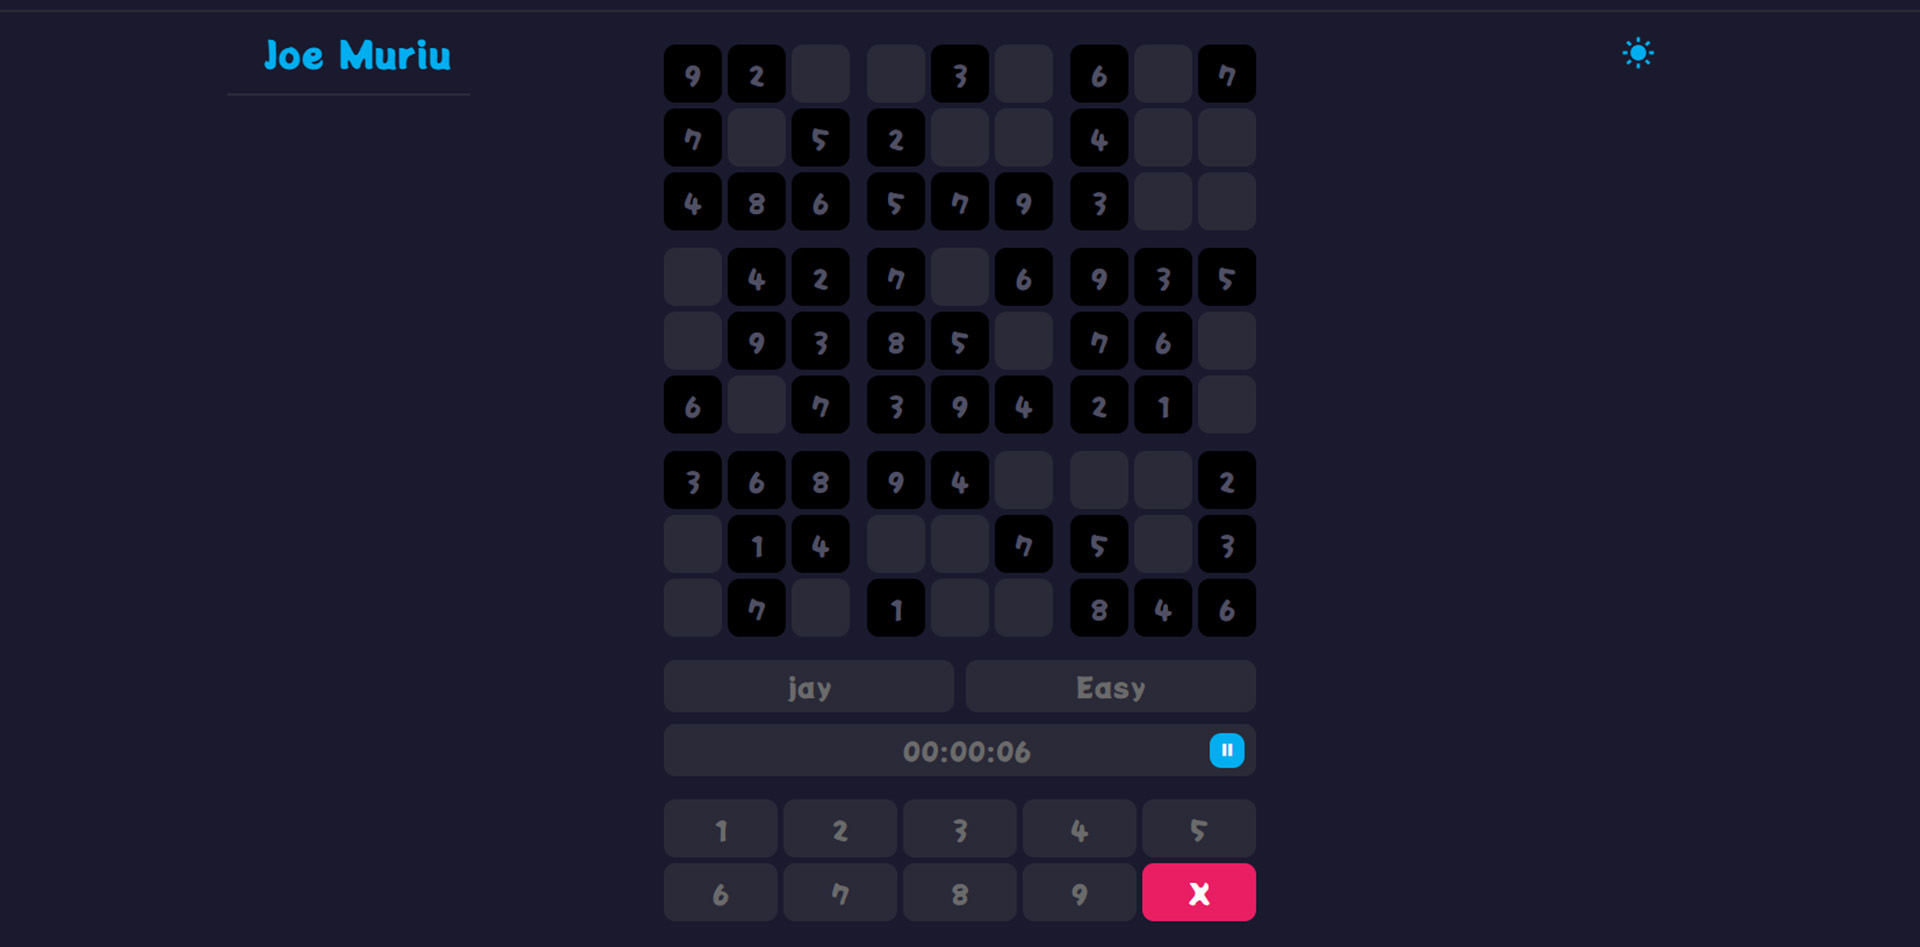 Joe Muriu
9 2 3 6 7
7 5 2 4
4 8 6 5 7 9 3
4 2 7 6 9 3 5
9 3 8 5 7 6
6 7 3 9 4 2 1
3 6 8 9 4 2
1 4 7 5 3
7 1 8 4 6
jay Easy
00:00:06
1 2 3 4 5
6 7 8 9 X